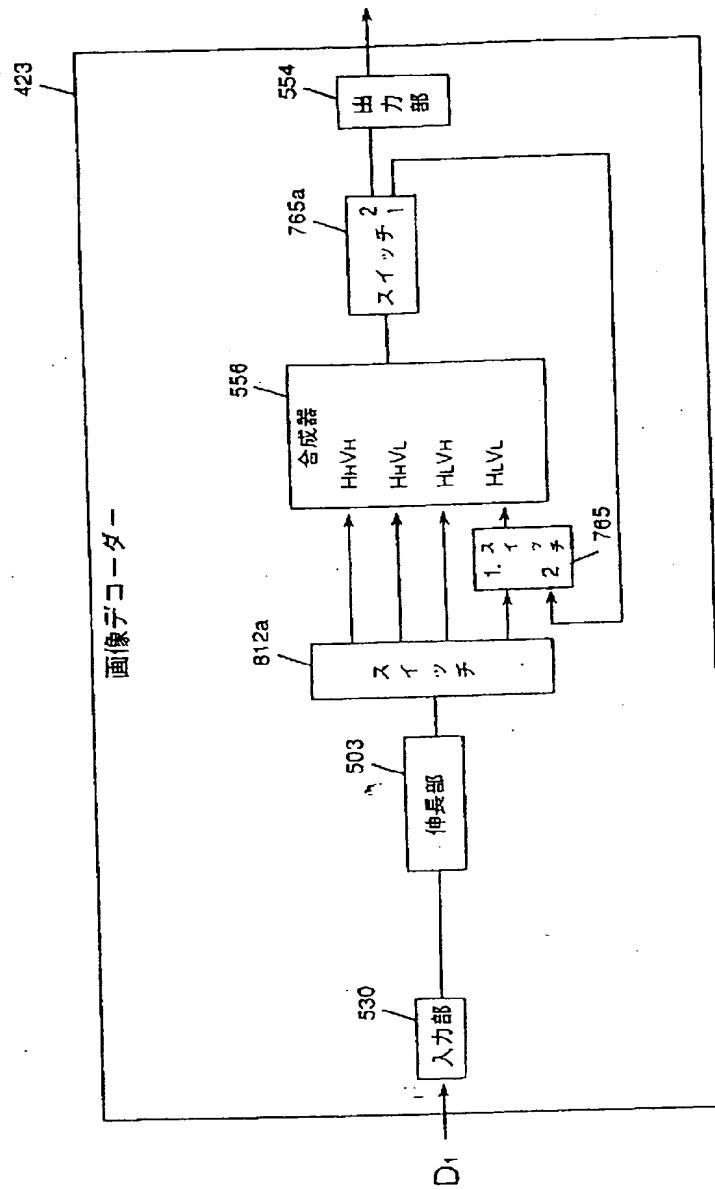 423
画像デコーダー
D1
530
入力部
503
伸長部
812a
スイッチ
556
合成器
HHVH
HHVL
HLVH
HLVL
1. スイッチ
2
765
765a
スイッチ
2
1
554
出力部